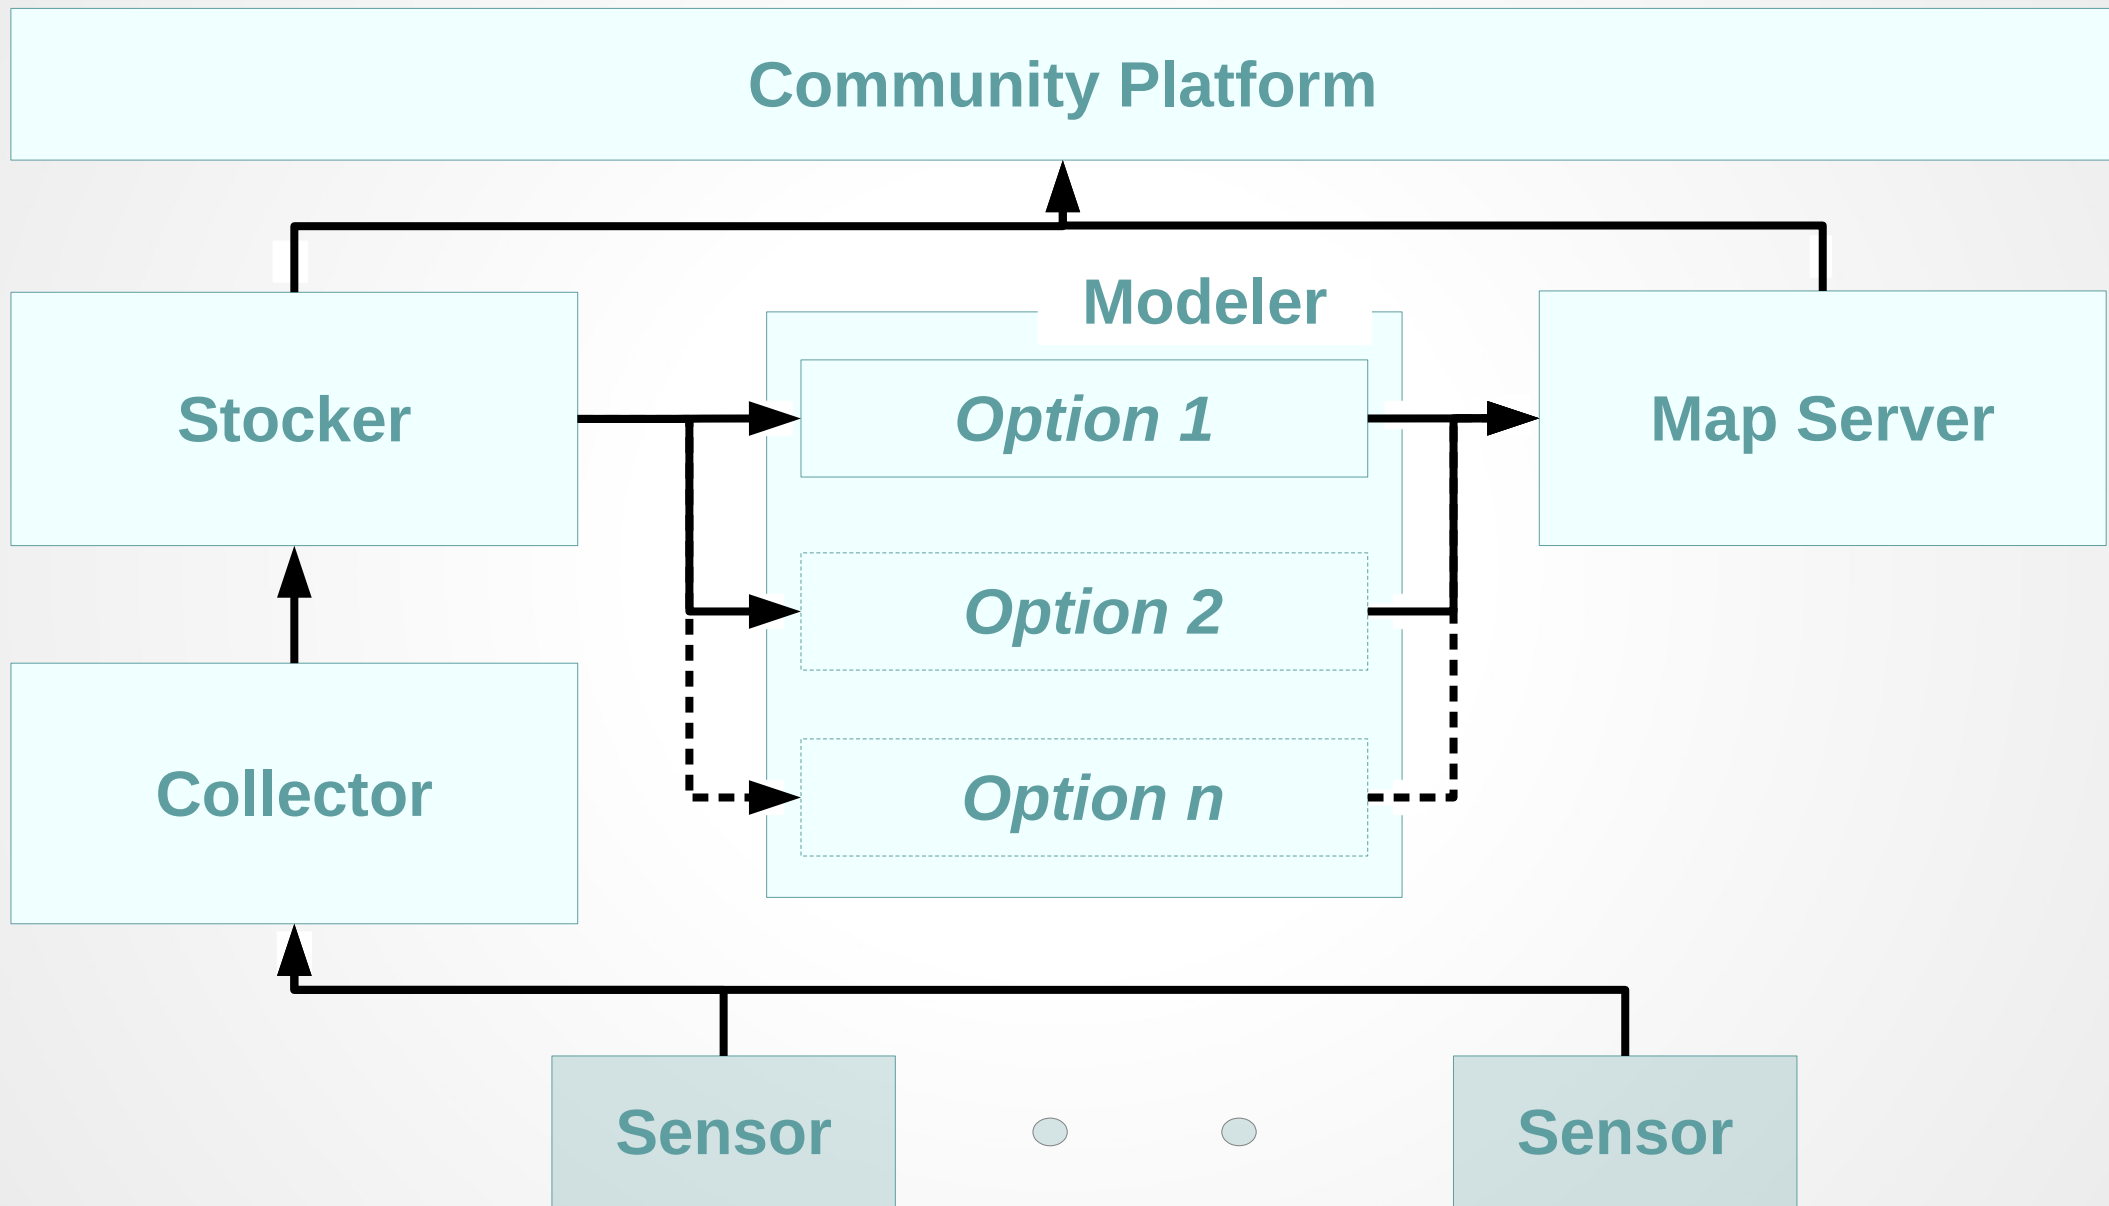 Community Platform
Modeler
Stocker
Option 1
Map Server
Option 2
Collector
Option n
Sensor
Sensor